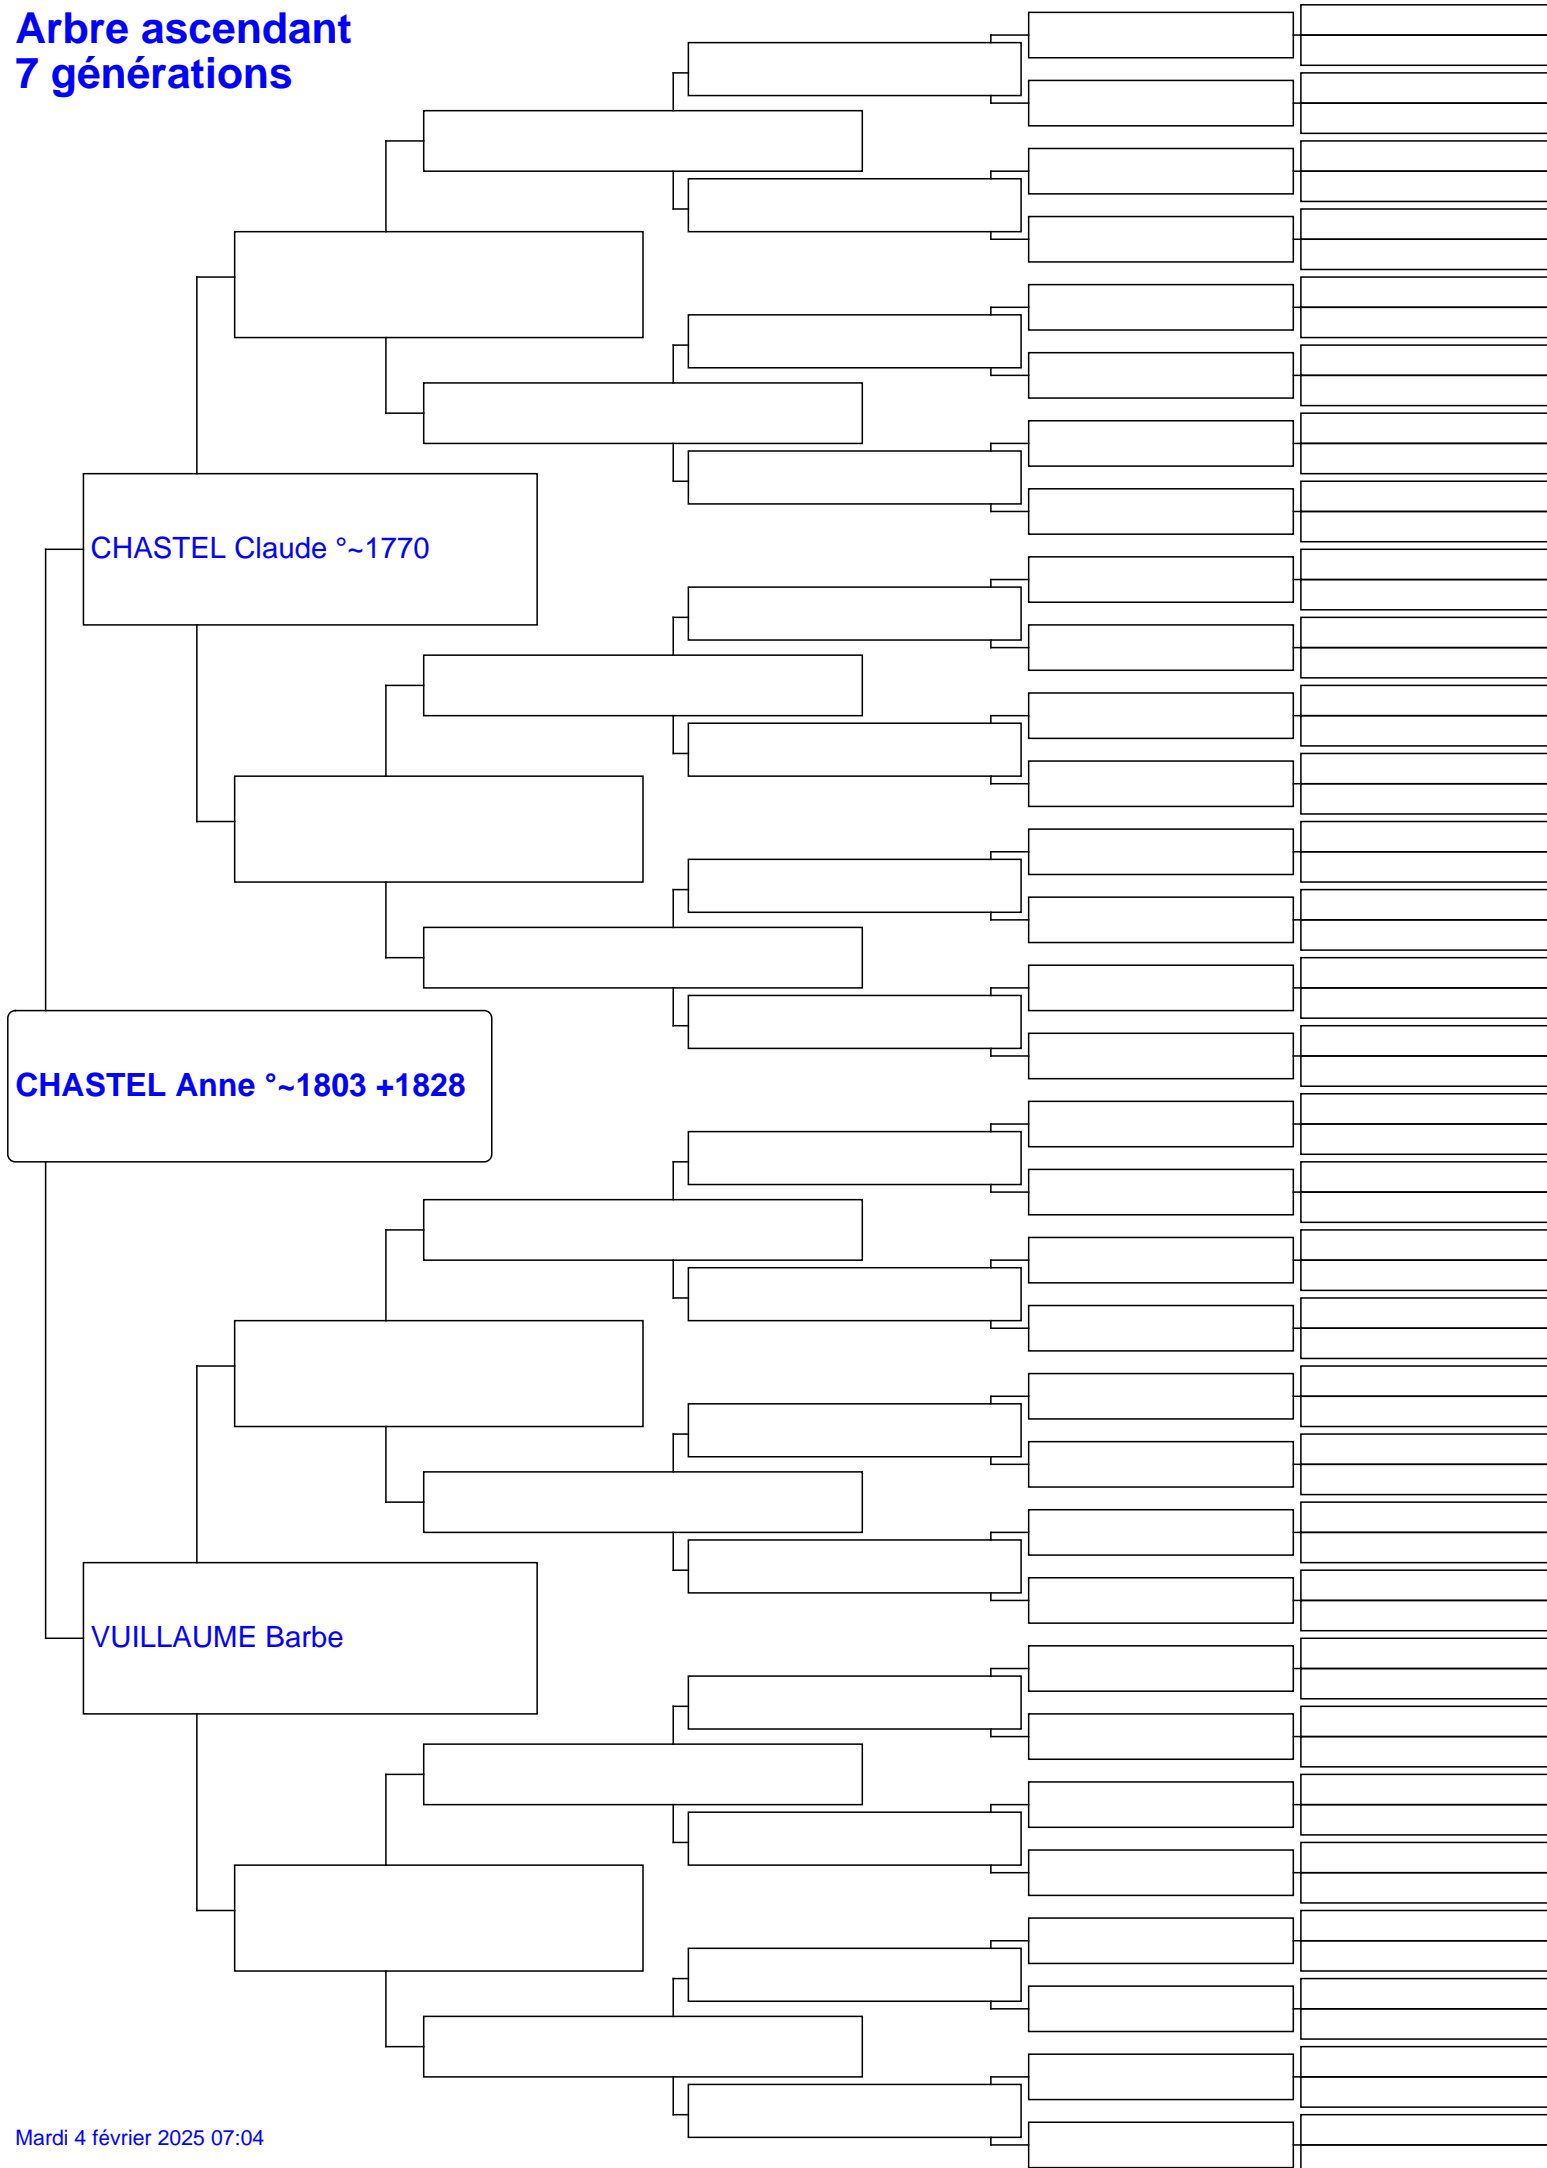 Arbre ascendant
7 générations
CHASTEL Claude °~1770
CHASTEL Anne °~1803 +1828
VUILLAUME Barbe
Mardi 4 février 2025 07:04